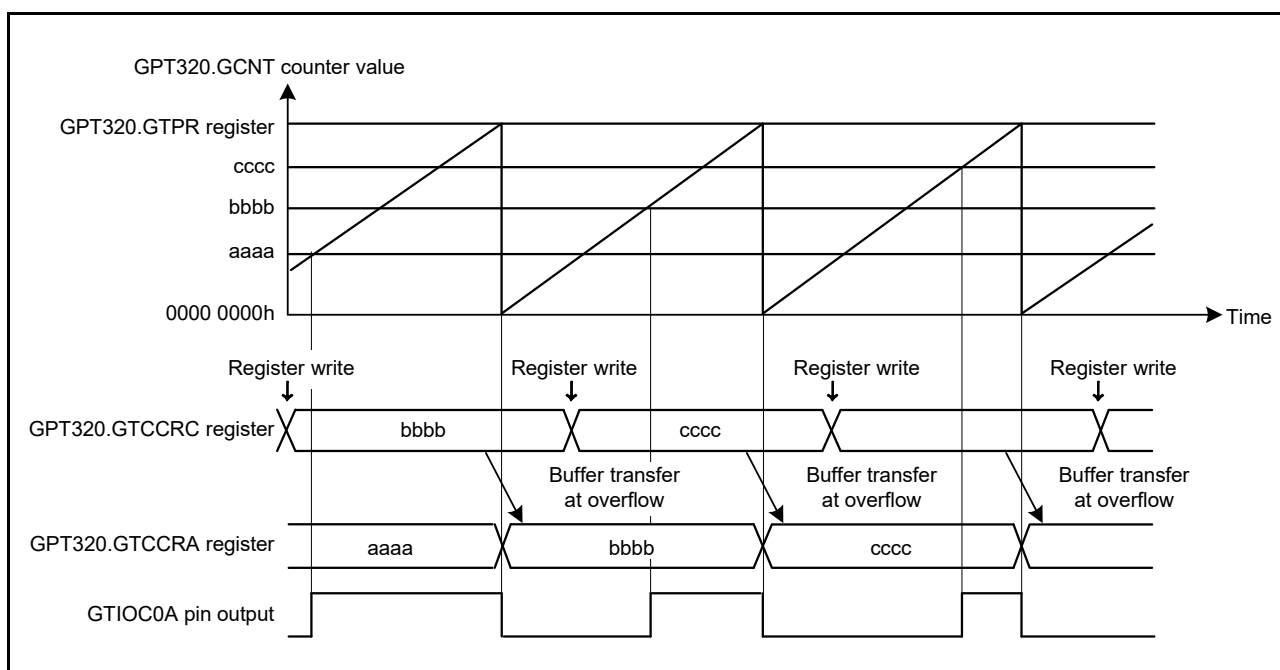 GPT320.GCNT counter value
GPT320.GTPR register
cccc
bbbb
aaaa
0000 0000h
Time
Register write
Register write
Register write
Register write
GPT320.GTCCRC register
bbbb
cccc
Buffer transfer
at overflow
Buffer transfer
at overflow
Buffer transfer
at overflow
GPT320.GTCCRA register
aaaa
bbbb
cccc
GTIOC0A pin output